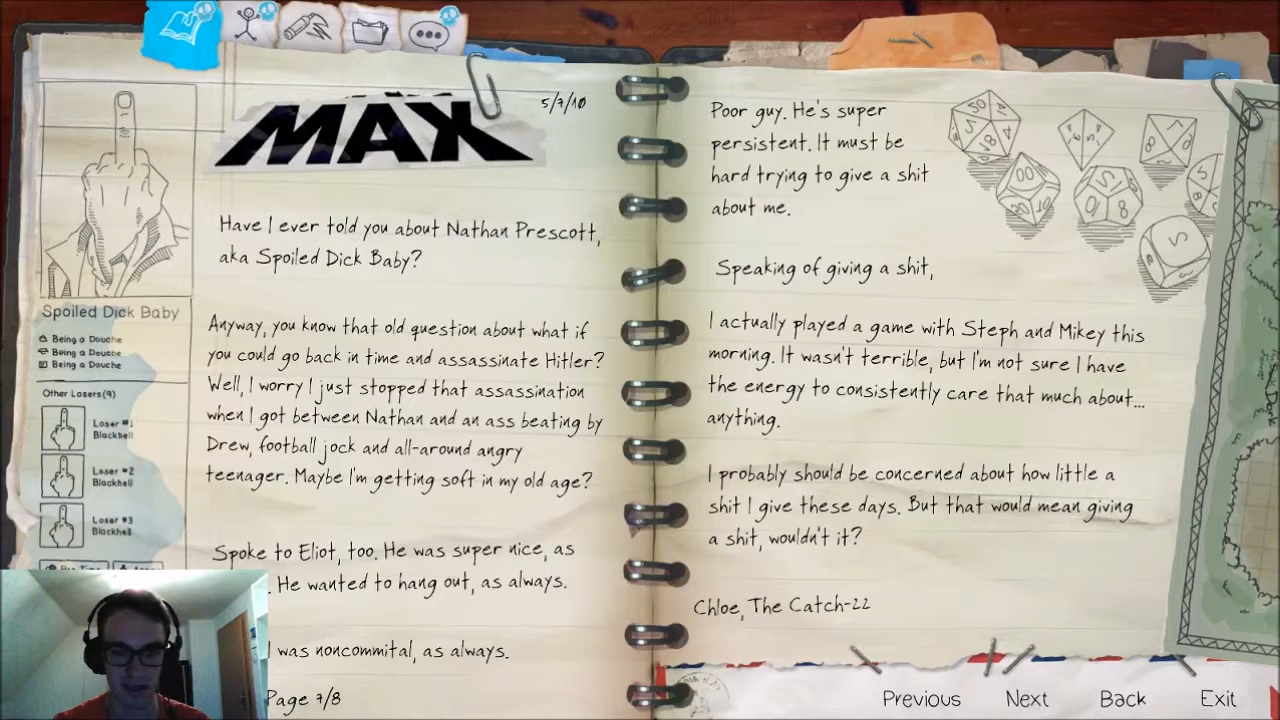 MAX
5/7/10
Have I ever told you about Nathan Prescott,
aka Spoiled Dick Baby?
Anyway, you know that old question about what if
you could go back in time and assassinate Hitler?
Well, I worry I just stopped that assassination
when I got between Nathan and an ass beating by
Drew, football jock and all-around angry
teenager. Maybe I'm getting soft in my old age?
Spoke to Eliot, too. He was super nice, as
He wanted to hang out, as always.
I was noncommital, as always.
Page 7/8
Spoiled Dick Baby
Being a Douche
Being a Douche
Being a Douche
Other Losers(9)
Loser #1
Blackhell
Loser #2
Blackhell
Loser #3
Blackhell
Poor guy. He's super
persistent. It must be
hard trying to give a shit
about me.
Speaking of giving a shit,
I actually played a game with Steph and Mikey this
morning. It wasn't terrible, but I'm not sure I have
the energy to consistently care that much about...
anything.
I probably should be concerned about how little a
shit I give these days. But that would mean giving
a shit, wouldn't it?
Chloe, The Catch-22
Previous
Next
Back
Exit